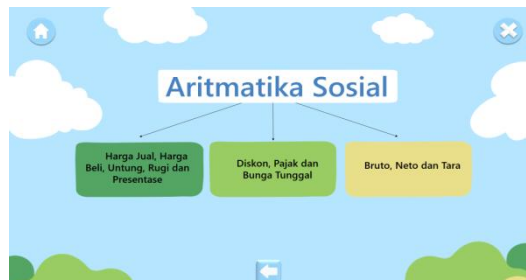 Aritmatika Sosial
Harga Jual, Harga
Beli, Untung, Rugi dan
Presentase
Diskon, Pajak dan
Bunga Tunggal
Bruto, Neto dan Tara